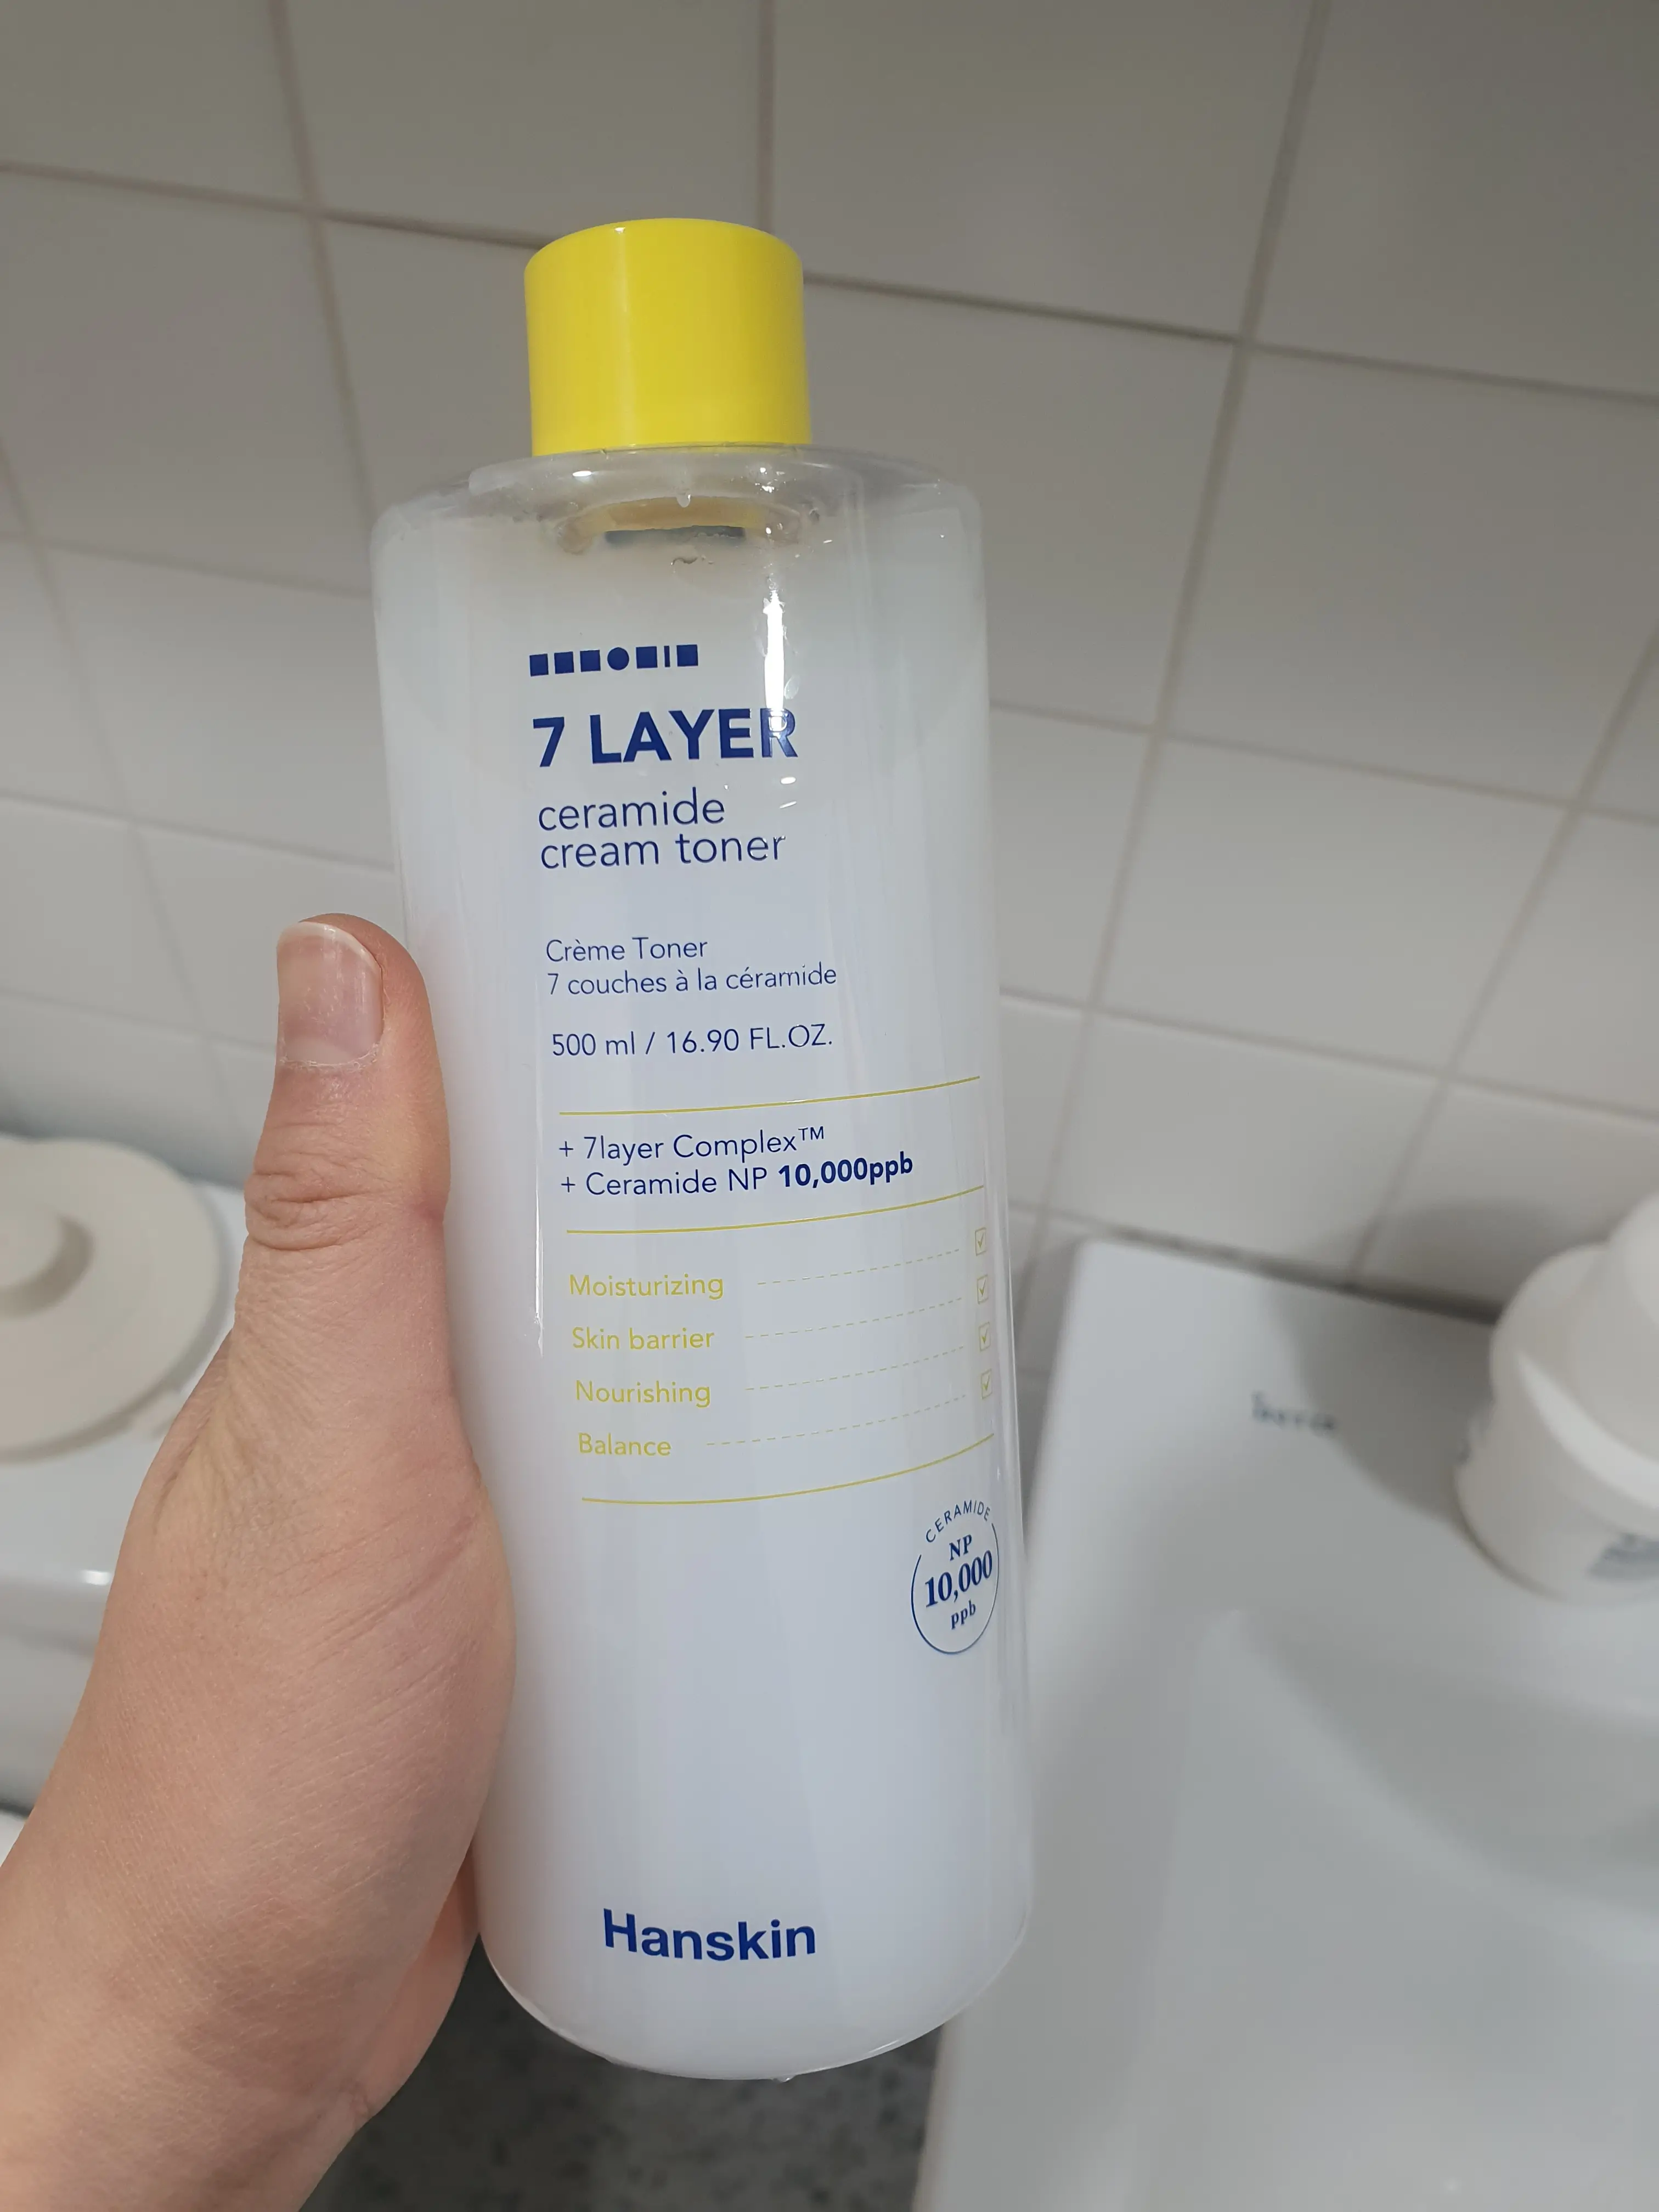 7 LAYER
ceramide
cream toner
Crème Toner
7 couches à la céramide
500 ml / 16.90 FL.OZ.
+ 7layer Complex™
+ Ceramide NP 10,000ppb
Moisturizing
Skin barrier
Nourishing
Balance
CERAMIDE
NP
10,000
ppb
Hanskin